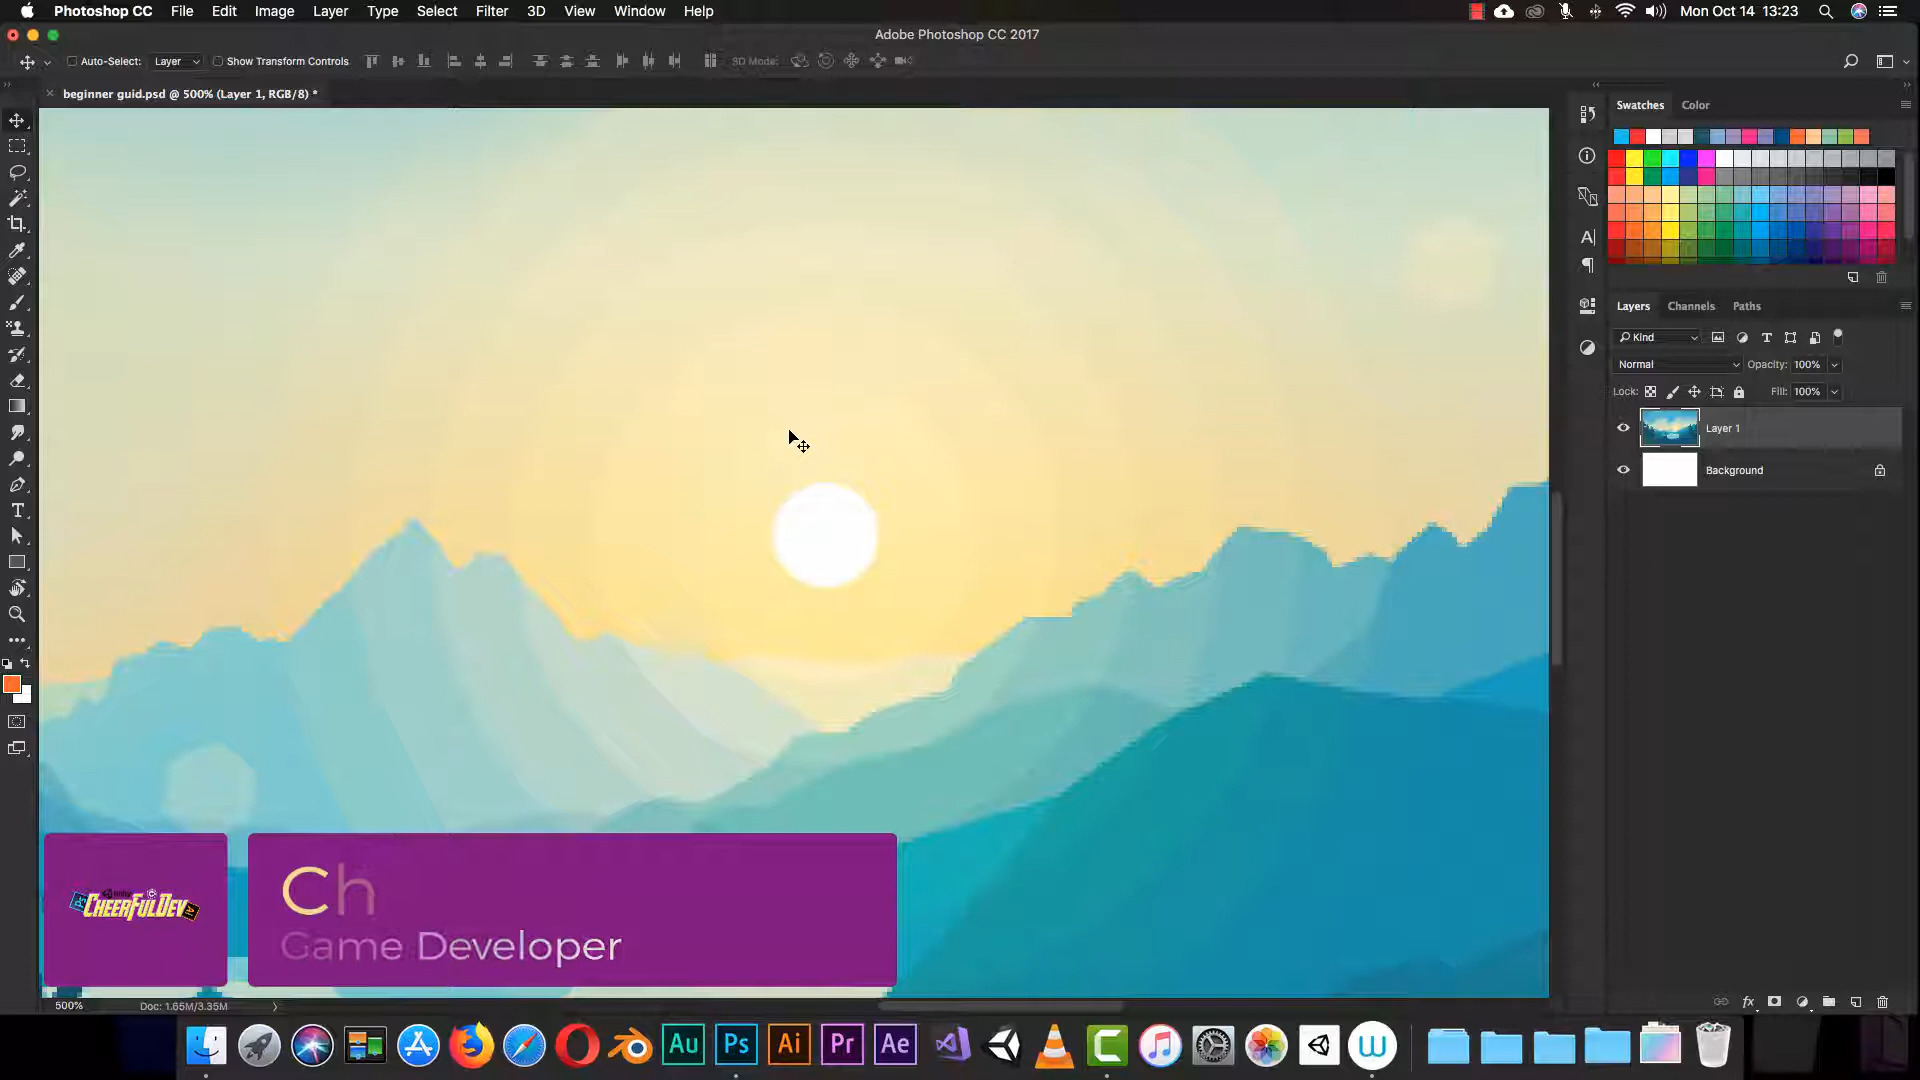 Photoshop CC File Edit Image Layer Type Select Filter 3D View Window Help Mon Oct 14 13:23
Adobe Photoshop CC 2017
Auto-Select: Layer Show Transform Controls 3D Mode:
beginner guid.psd @ 500% (Layer 1, RGB/8) *
Swatches Color
Layers Channels Paths
Kind
Normal Opacity: 100%
Lock: Fill: 100%
Layer 1
Background
CHEERFULDEV
Ch
Game Developer
500% Doc: 1.65M/3.35M
Au Ps Ai Pr Ae